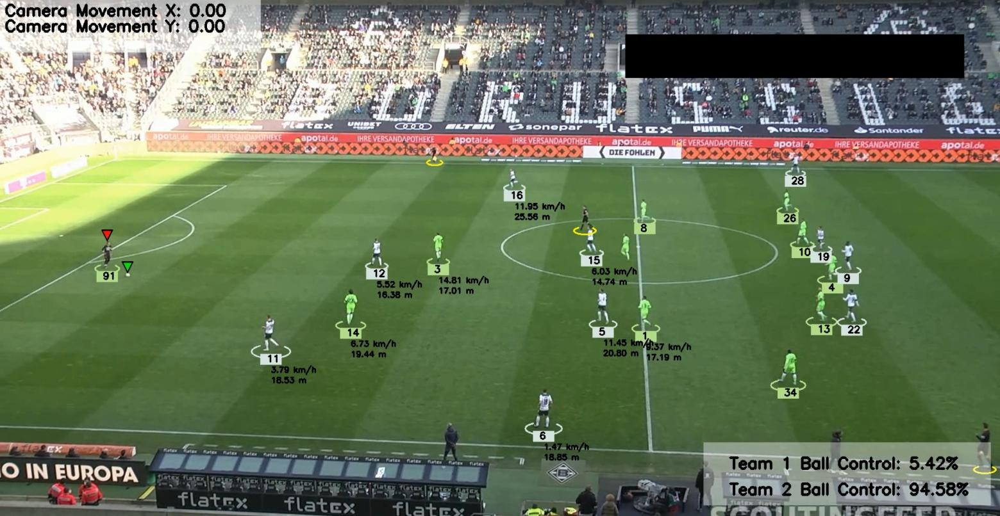 Camera Movement X: 0.00
Camera Movement Y: 0.00
flatex
UNIBET
ELTEN
sonepar
flatex
PUMA
reuter.de
Santander
flatex
apotal.de
IHRE VERSANDAPOTHEKE
apotal.de
IHRE VERSANDAPOTHEKE
apotal.de
IHRE VERSANDAPOTHEKE
apotal.de
IHRE VERSANDAPOTHEKE
apotal.de
IHRE VERSANDAPOTHEKE
apotal.de
DIE FOHLEN
28
16
11.95 km/h
25.56 m
26
8
91
12
5.52 km/h
16.38 m
3
14.81 km/h
17.01 m
15
6.03 km/h
14.74 m
10
19
9
4
14
6.73 km/h
19.44 m
5
11.45 km/h
20.80 m
1
9.37 km/h
17.19 m
13
22
11
3.79 km/h
18.53 m
34
6
1.47 km/h
18.85 m
Team 1 Ball Control: 5.42%
Team 2 Ball Control: 94.58%
O IN EUROPA
flatex
flatex
flatex
SCOUTINGFEED